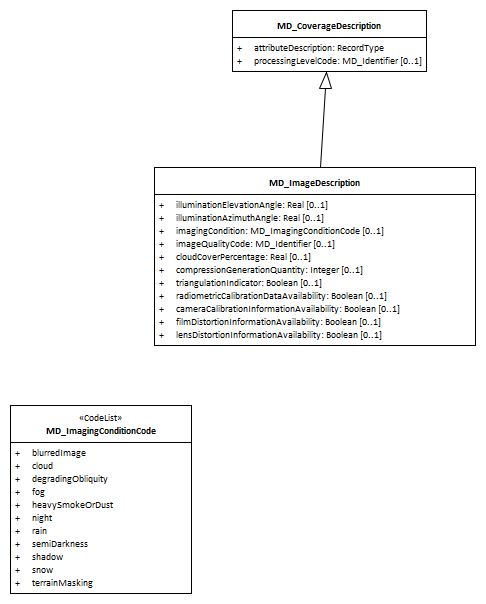 MD_CoverageDescription
+ attributeDescription: RecordType
+ processingLevelCode: MD_Identifier [0..1]
MD_ImageDescription
+ illuminationElevationAngle: Real [0..1]
+ illuminationAzimuthAngle: Real [0..1]
+ imagingCondition: MD_ImagingConditionCode [0..1]
+ imageQualityCode: MD_Identifier [0..1]
+ cloudCoverPercentage: Real [0..1]
+ compressionGenerationQuantity: Integer [0..1]
+ triangulationIndicator: Boolean [0..1]
+ radiometricCalibrationDataAvailability: Boolean [0..1]
+ cameraCalibrationInformationAvailability: Boolean [0..1]
+ filmDistortionInformationAvailability: Boolean [0..1]
+ lensDistortionInformationAvailability: Boolean [0..1]
«CodeList»
MD_ImagingConditionCode
+ blurredImage
+ cloud
+ degradingObliquity
+ fog
+ heavySmokeOrDust
+ night
+ rain
+ semiDarkness
+ shadow
+ snow
+ terrainMasking